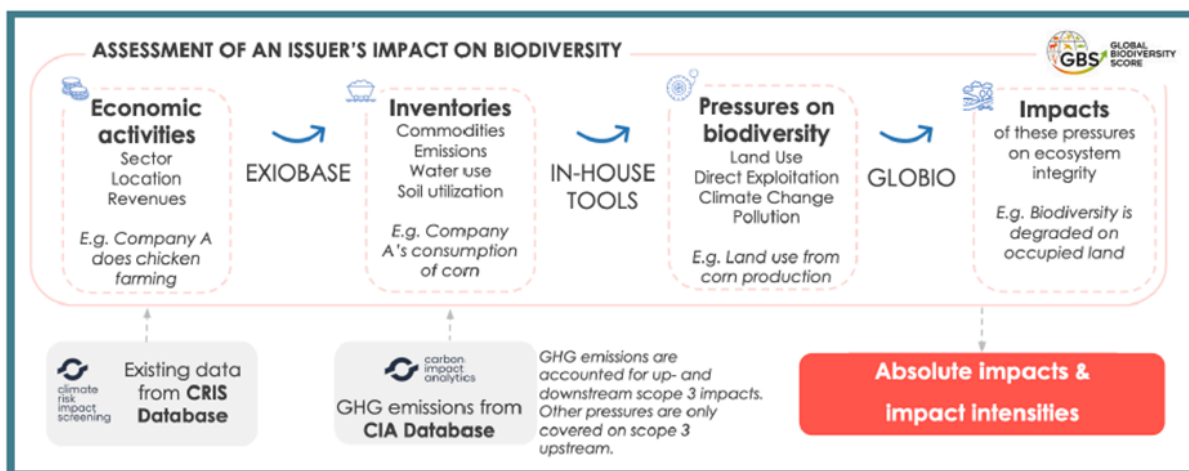 ASSESSMENT OF AN ISSUER'S IMPACT ON BIODIVERSITY
GBS
GLOBAL
BIODIVERSITY
SCORE
Economic
activities
Sector
Location
Revenues
E.g. Company A
does chicken
farming
EXIOBASE
Inventories
Commodities
Emissions
Water use
Soil utilization
E.g. Company
A's consumption
of corn
IN-HOUSE
TOOLS
Pressures on
biodiversity
Land Use
Direct Exploitation
Climate Change
Pollution
E.g. Land use from
corn production
GLOBIO
Impacts
of these pressures
on ecosystem
integrity
E.g. Biodiversity is
degraded on
occupied land
climate
risk
impact
screening
Existing data
from CRIS
Database
carbon
impact
analytics
GHG emissions from
CIA Database
GHG emissions are
accounted for up- and
downstream scope 3 impacts.
Other pressures are only
covered on scope 3
upstream.
Absolute impacts &
impact intensities